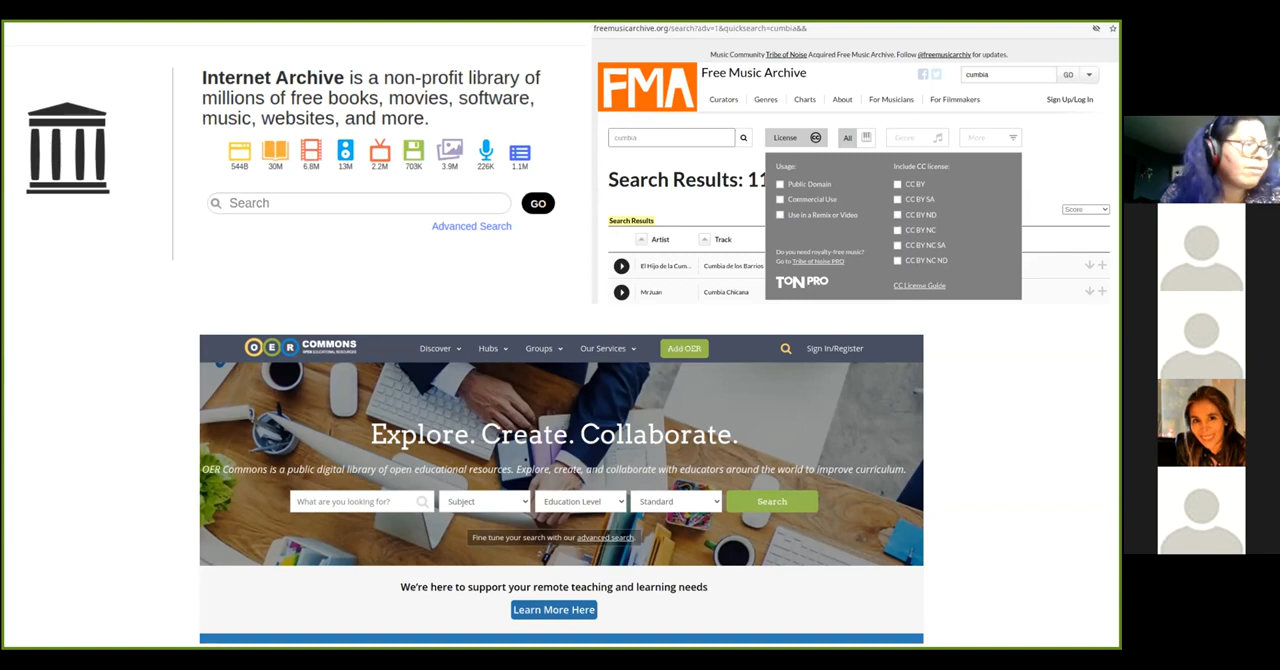 Internet Archive is a non-profit library of
millions of free books, movies, software,
music, websites, and more.
544B 30M 6.8M 13M 2.2M 703K 3.9M 226K 1.1M
Search GO
Advanced Search
freemusicarchive.org/search?adv=1&quicksearch=cumbia&&
Music Community Tribe of Noise Acquired Free Music Archive. Follow @freemusicarchiv for updates.
FMA Free Music Archive
cumbia GO
Curators Genres Charts About For Musicians For Filmmakers Sign Up/Log In
cumbia License CC All Genre More
Usage: Include CC license:
Public Domain CC BY
Commercial Use CC BY SA
Use in a Remix or Video CC BY ND
CC BY NC
CC BY NC SA
CC BY NC ND
Do you need royalty-free music?
Go to Tribe of Noise PRO
TON PRO
CC License Guide
Search Results: 11
Score
Search Results
Artist Track
El Hijo de la Cum... Cumbia de los Barrios
MrJuan Cumbia Chicana
OER COMMONS
OPEN EDUCATIONAL RESOURCES
Discover Hubs Groups Our Services Add OER Sign In/Register
Explore. Create. Collaborate.
OER Commons is a public digital library of open educational resources. Explore, create, and collaborate with educators around the world to improve curriculum.
What are you looking for? Subject Education Level Standard Search
Fine tune your search with our advanced search.
We're here to support your remote teaching and learning needs
Learn More Here